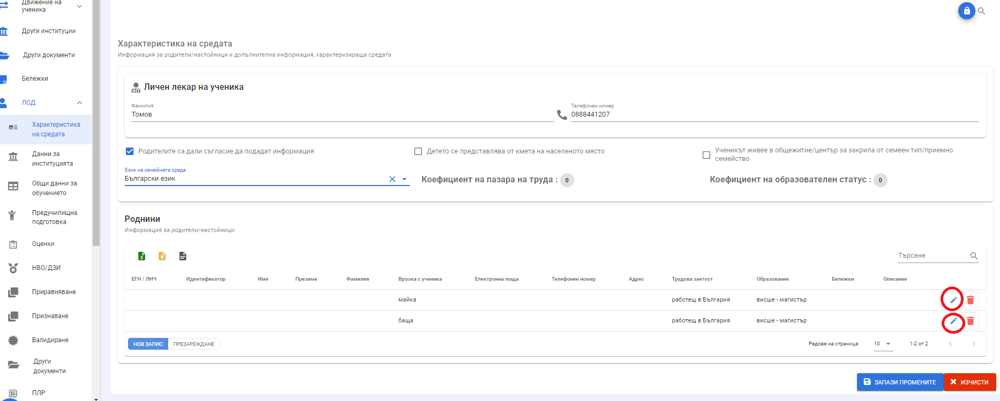 Движение на
ученика
Други институции
Други документи
Бележки
ЛОД
Характеристика
на средата
Данни за
институцията
Общи данни за
обучението
Предучилищна
подготовка
Оценки
НВО/ДЗИ
Приравняване
Признаване
Валидиране
Други
документи
ПЛР
Характеристика на средата
Информация за родители/настойници и допълнителна информация, характеризираща средата
Личен лекар на ученика
Фамилия
Томов
Телефонен номер
0888441207
Родителите са дали съгласие да подадат информация
Детето се представлява от кмета на населеното място
Ученикът живее в общежитие/център за закрила от семеен тип/приемно
семейство
Език на семейната среда
Български език
Коефициент на пазара на труда : 0
Коефициент на образователен статус : 0
Роднини
Информация за родители/настойници
Търсене
ЕГН / ЛНЧ Идентификатор Име Презиме Фамилия Връзка с ученика Електронна поща Телефонен номер Адрес Трудова заетост Образование Бележки Описание
майка работещ в България висше - магистър
баща работещ в България висше - магистър
НОВ ЗАПИС ПРЕЗАРЕЖДАНЕ
Редове на страница: 10 1-2 от 2
ЗАПАЗИ ПРОМЕНИТЕ ИЗЧИСТИ